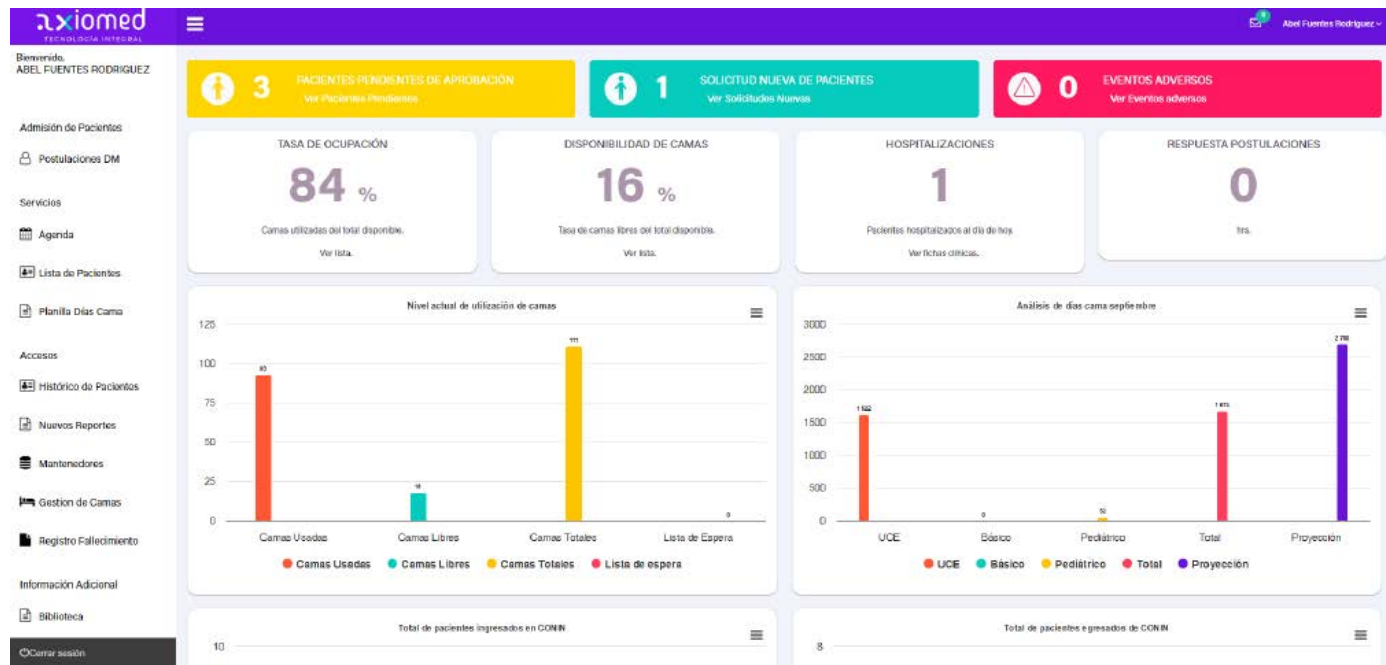 axiomed
TECNOLOGÍA INTEGRAL
Abel Fuentes Rodriguez
Bienvenido,
ABEL FUENTES RODRIGUEZ
Admisión de Pacientes
Postulaciones DM
Servicios
Agenda
Lista de Pacientes
Planilla Días Cama
Accesos
Histórico de Pacientes
Nuevos Reportes
Mantenedores
Gestion de Camas
Registro Fallecimiento
Información Adicional
Biblioteca
Cerrar sesión
3 PACIENTES PENDIENTES DE APROBACIÓN
Ver Pacientes Pendientes
1 SOLICITUD NUEVA DE PACIENTES
Ver Solicitudes Nuevas
0 EVENTOS ADVERSOS
Ver Eventos adversos
TASA DE OCUPACIÓN
84 %
Camas utilizadas del total disponible.
Ver lista.
DISPONIBILIDAD DE CAMAS
16 %
Tasa de camas libres del total disponible.
Ver lista.
HOSPITALIZACIONES
1
Pacientes hospitalizados al día de hoy.
Ver fichas clínicas.
RESPUESTA POSTULACIONES
0
hrs.
Nivel actual de utilización de camas
125
100
75
50
25
0
111
0
Camas Usadas Camas Libres Camas Totales Lista de Espera
Camas Usadas Camas Libres Camas Totales Lista de espera
Análisis de días cama septiembre
3000
2500
2000
1500
1000
500
0
0
UCE Básico Pediátrico Total Proyección
UCE Básico Pediátrico Total Proyección
Total de pacientes ingresados en CONIN
10
Total de pacientes egresados de CONIN
8